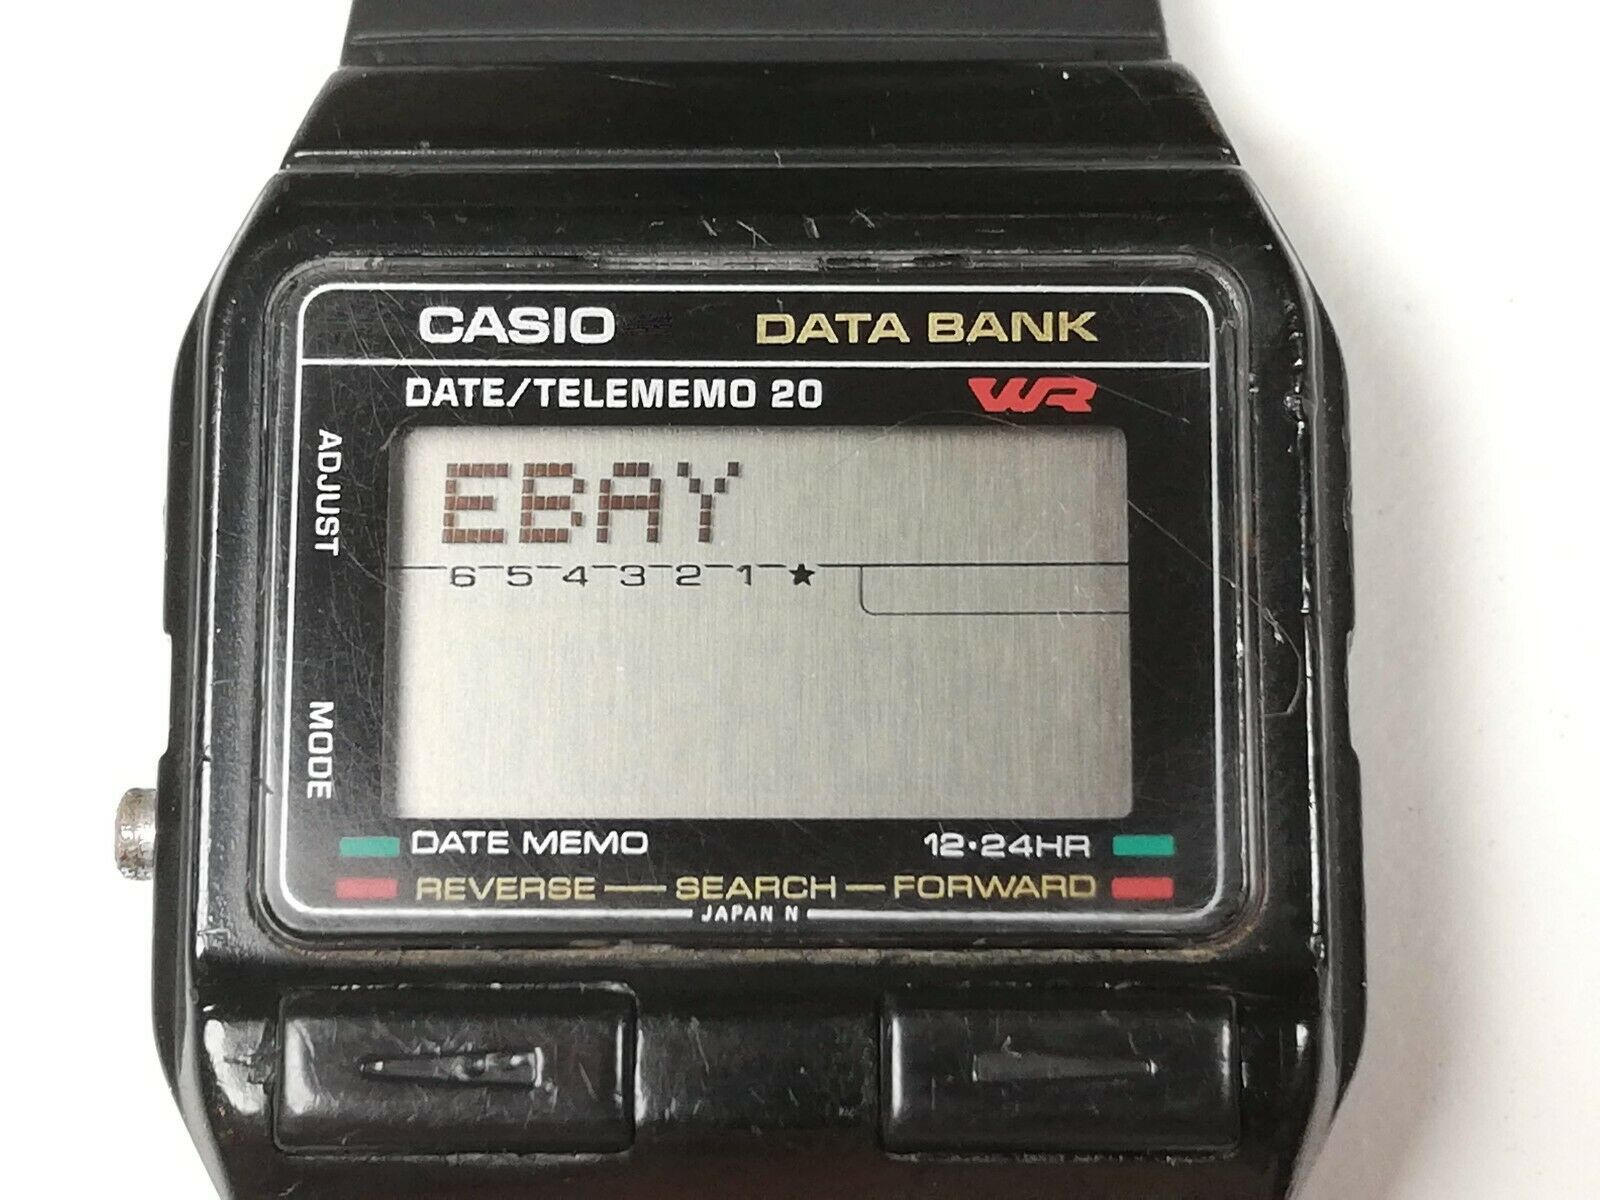 CASIO DATA BANK
DATE/TELEMEMO 20 WR
ADJUST
EBAY
6 5 4 3 2 1 ★
MODE
DATE MEMO 12•24HR
REVERSE — SEARCH — FORWARD
JAPAN N